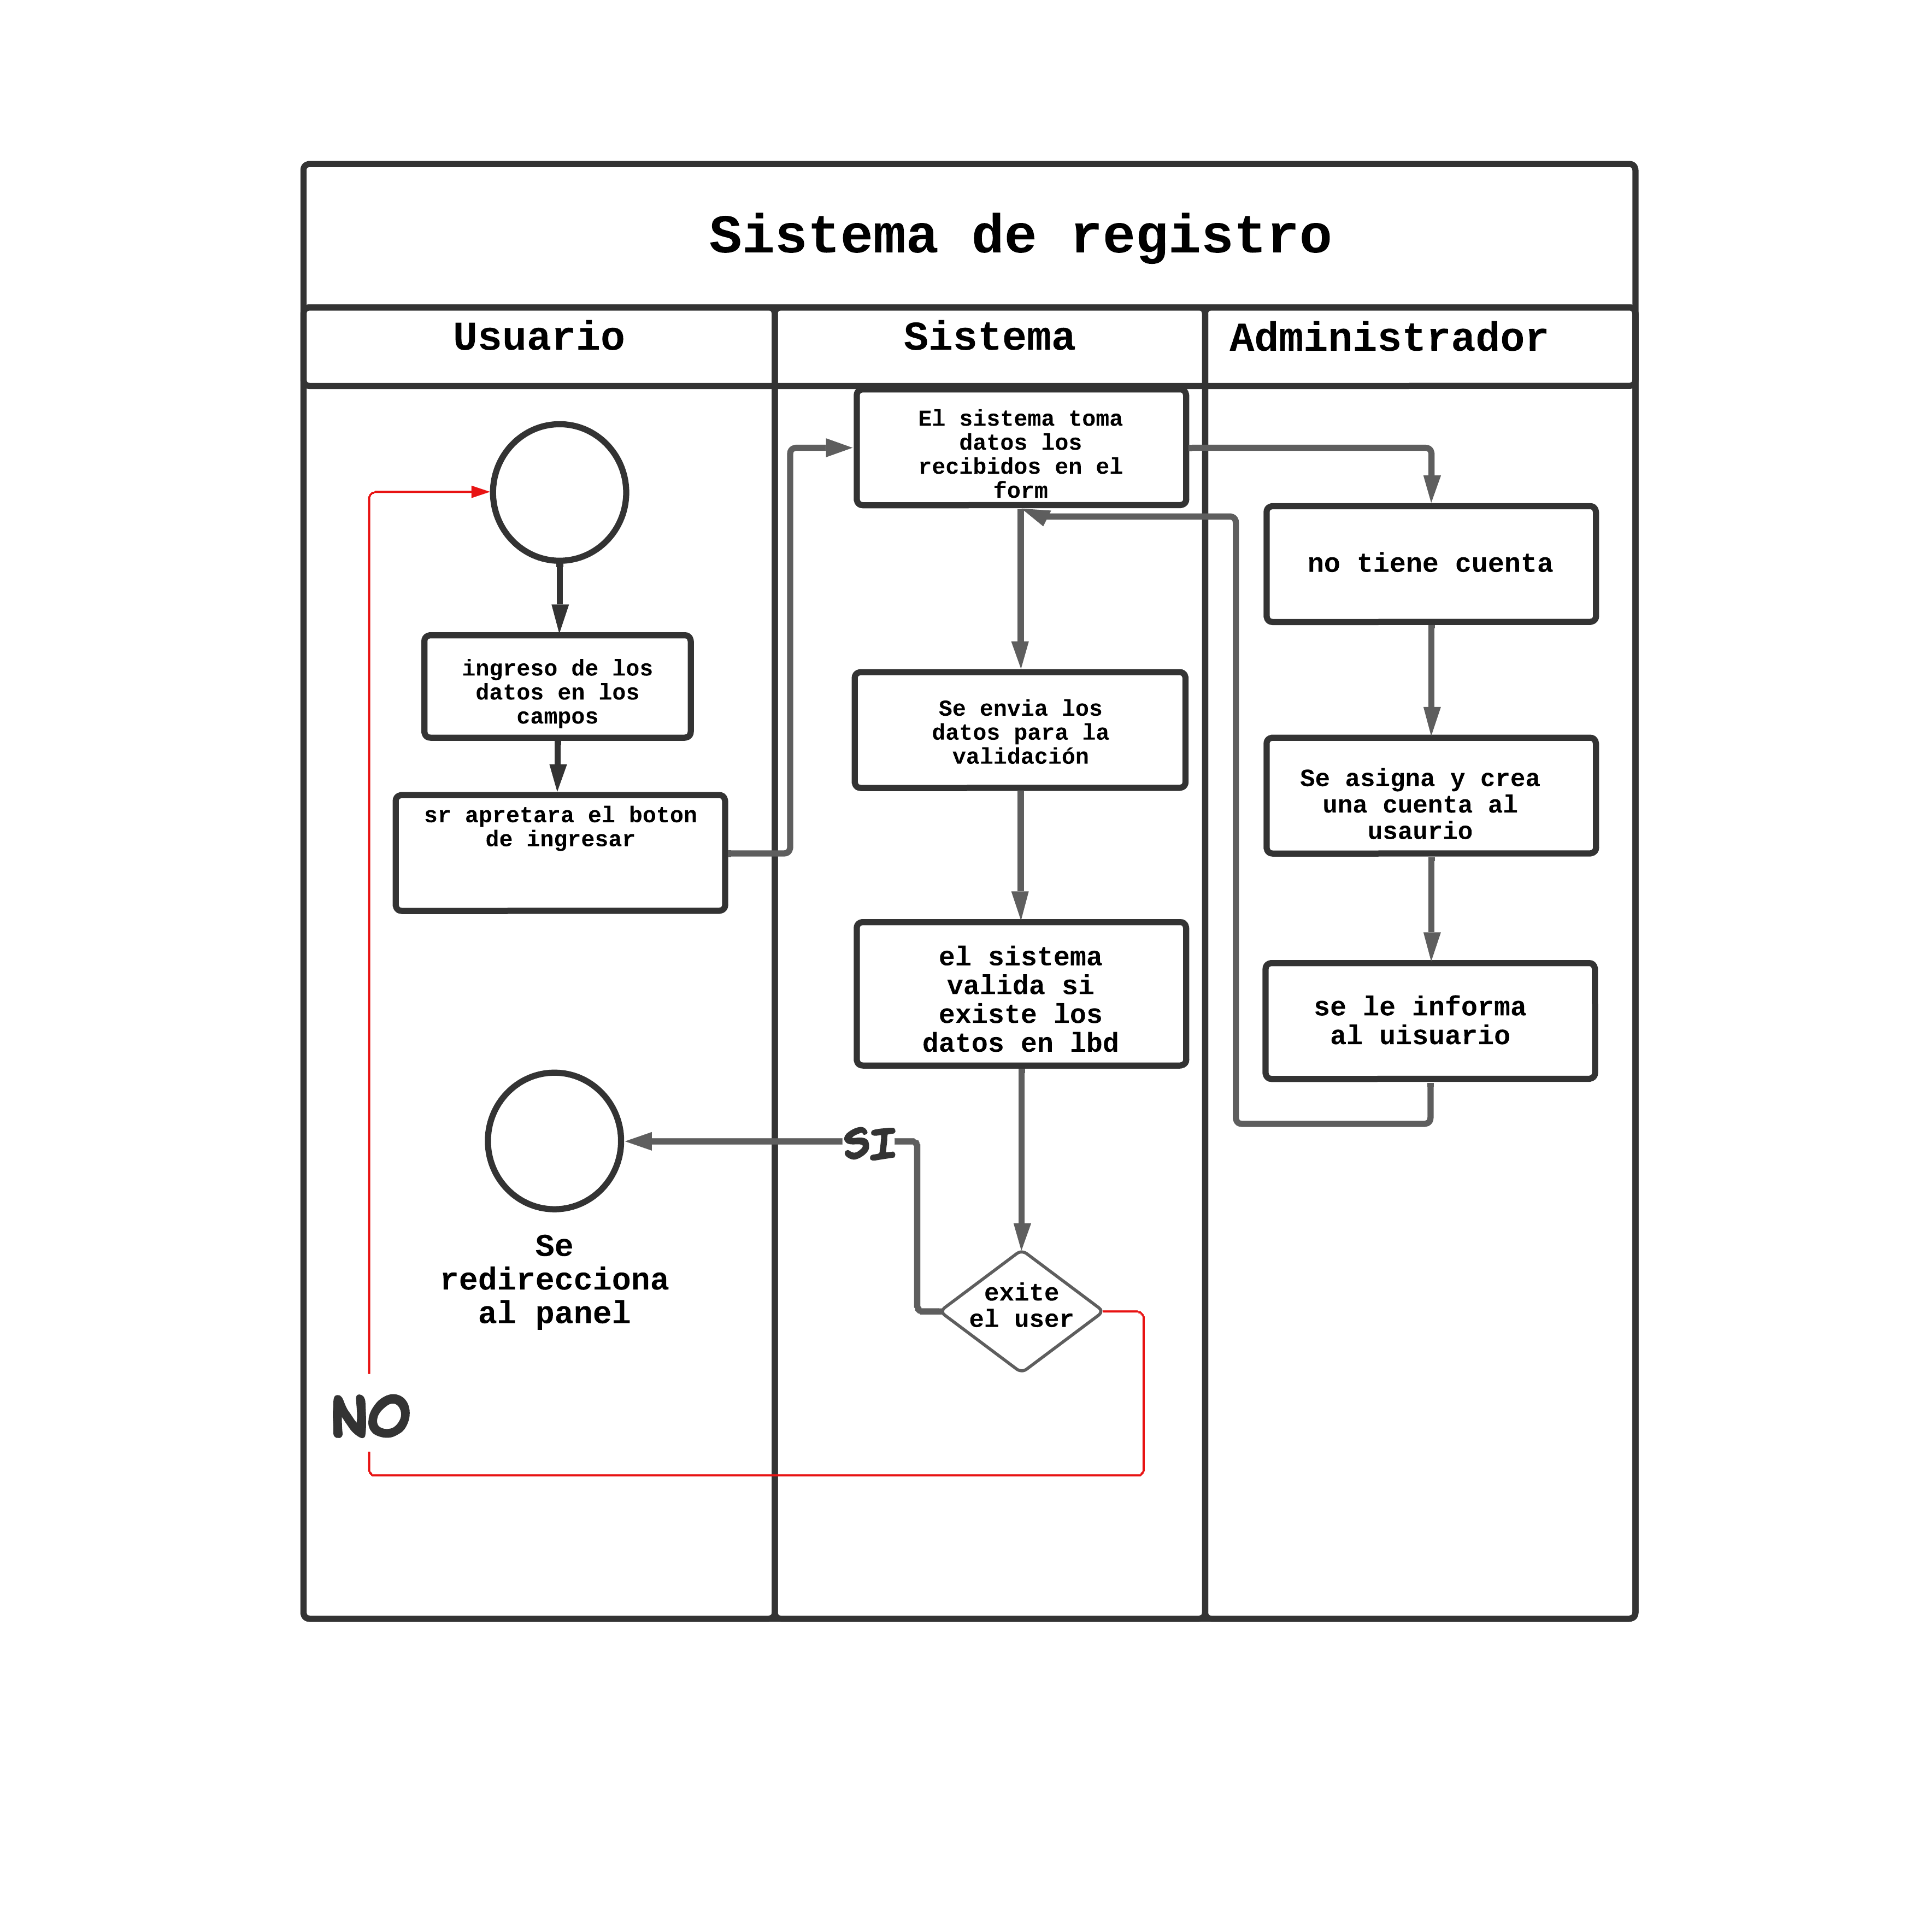 Sistema de registro
Usuario
Sistema
Administrador
ingreso de los
datos en los
campos
sr apretara el boton
de ingresar
Se
redirecciona
al panel
NO
El sistema toma
datos los
recibidos en el
form
Se envia los
datos para la
validación
el sistema
valida si
existe los
datos en lbd
SI
exite
el user
no tiene cuenta
Se asigna y crea
una cuenta al
usaurio
se le informa
al uisuario